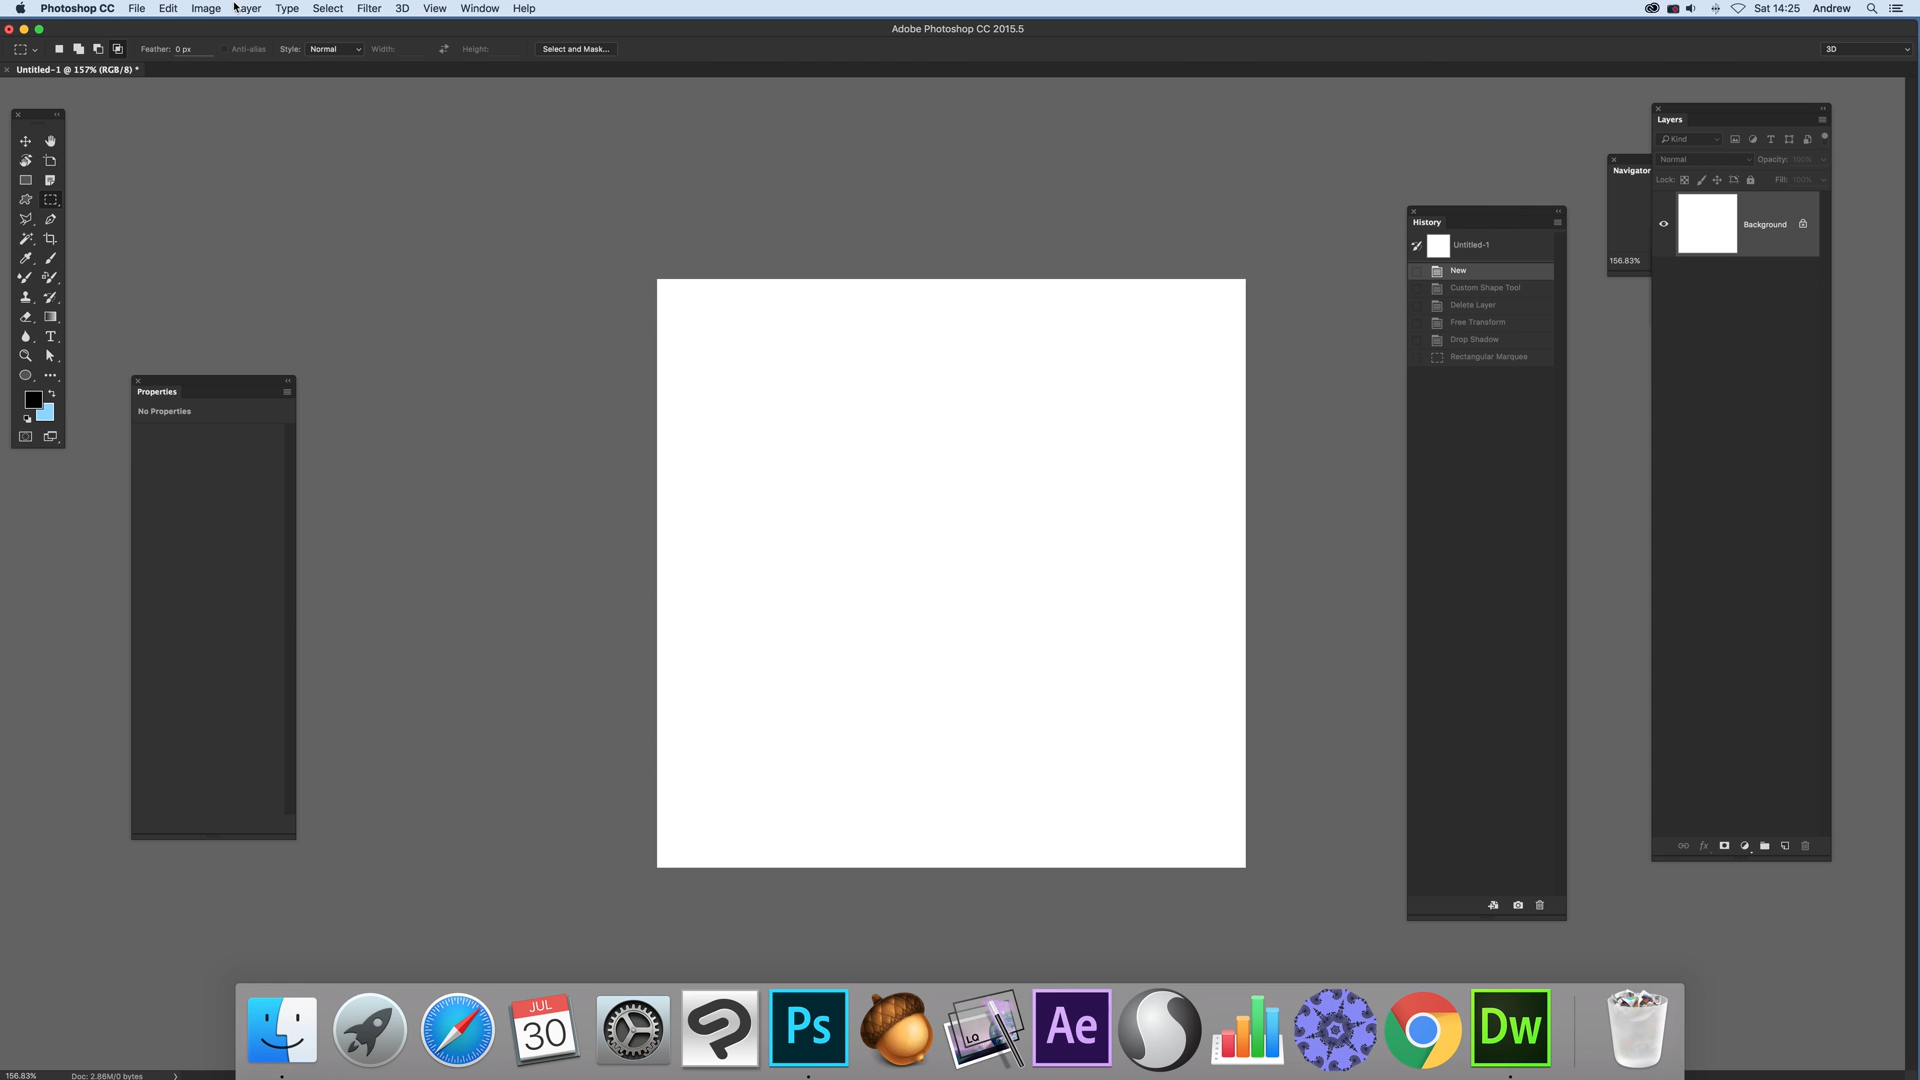 Photoshop CC File Edit Image Layer Type Select Filter 3D View Window Help Sat 14:25 Andrew
Adobe Photoshop CC 2015.5
Feather: 0 px Anti-alias Style: Normal Width: Height: Select and Mask... 3D
Untitled-1 @ 157% (RGB/8) *
Layers
Kind
Normal Opacity: 100%
Navigator
Lock: Fill: 100%
History
Background
Untitled-1
156.83%
New
Custom Shape Tool
Delete Layer
Free Transform
Drop Shadow
Rectangular Marquee
Properties
No Properties
JUL
30
Ps
LQ
Ae
Dw
156.83% Doc: 2.86M/0 bytes